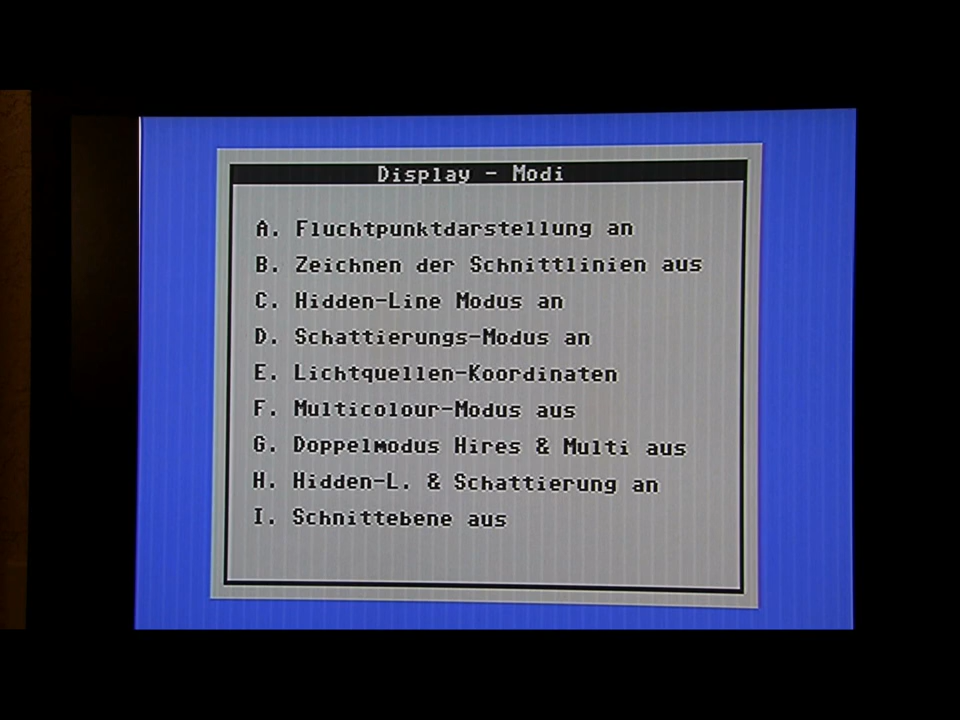 Display - Modi
A. Fluchtpunktdarstellung an
B. Zeichnen der Schnittlinien aus
C. Hidden-Line Modus an
D. Schattierungs-Modus an
E. Lichtquellen-Koordinaten
F. Multicolour-Modus aus
G. Doppelmodus Hires & Multi aus
H. Hidden-L. & Schattierung an
I. Schnittebene aus